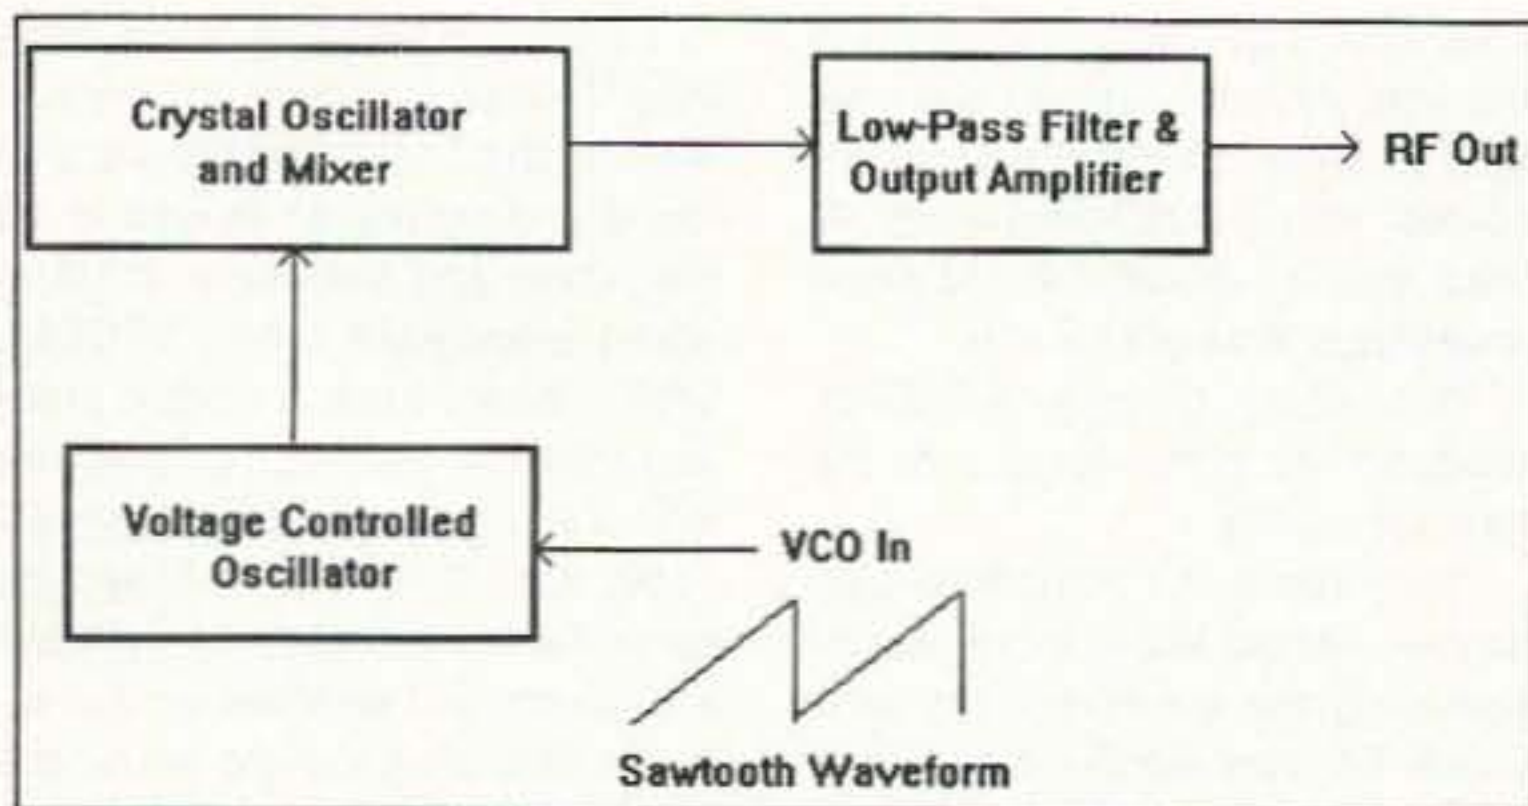 Crystal Oscillator
and Mixer
Low-Pass Filter &
Output Amplifier
RF Out
Voltage Controlled
Oscillator
VCO In
Sawtooth Waveform